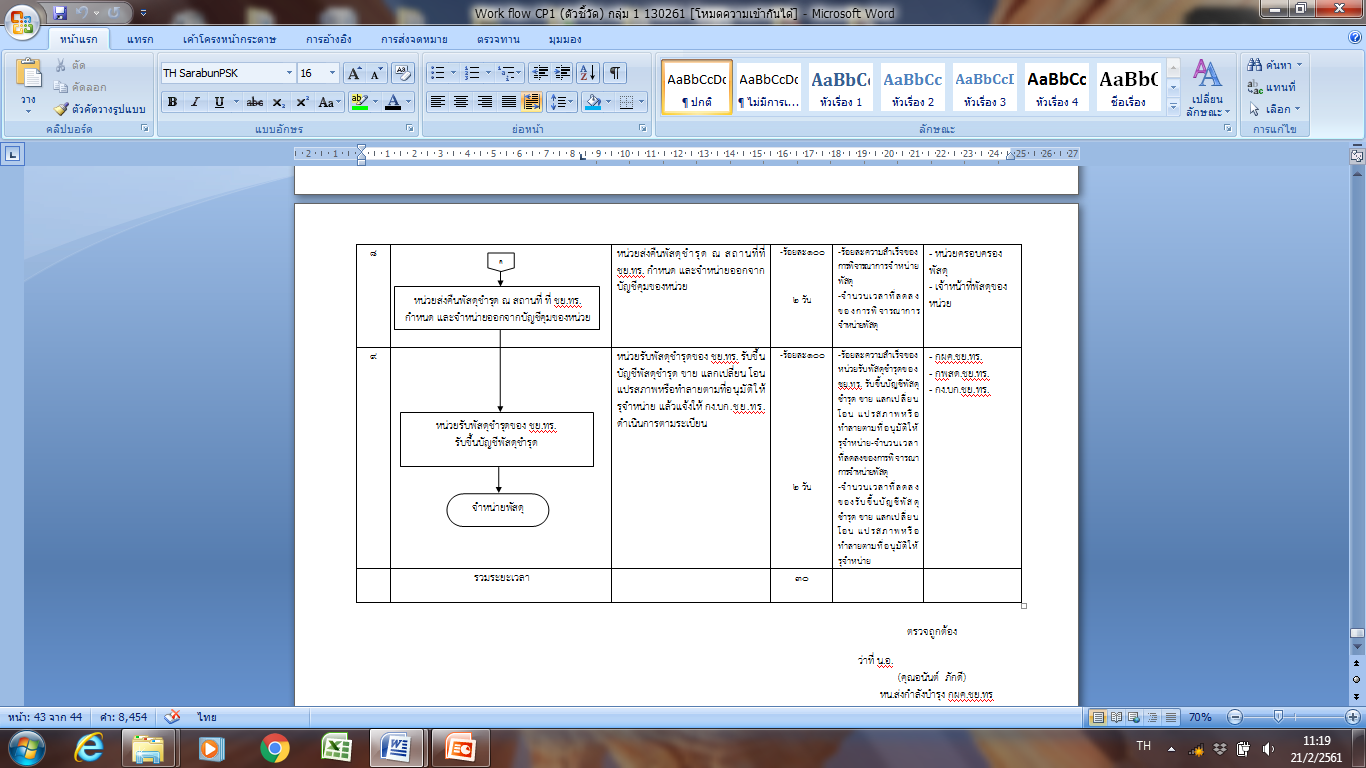 Work flow CP1 (ตัวชี้วัด) กลุ่ม 1 130261 [โหมดความเข้ากันได้] - Microsoft Word
หน้าแรก แทรก เค้าโครงหน้ากระดาษ การอ้างอิง การส่งจดหมาย ตรวจทาน มุมมอง
วาง
ตัด
คัดลอก
ตัวคัดวางรูปแบบ
คลิปบอร์ด
TH SarabunPSK 16
แบบอักษร
ย่อหน้า
AaBbCcDc AaBbCcDc AaBbCc AaBbCc AaBbCcI AaBbCc AaBbC
¶ ปกติ ¶ ไม่มีการเ... หัวเรื่อง 1 หัวเรื่อง 2 หัวเรื่อง 3 หัวเรื่อง 4 ชื่อเรื่อง
ลักษณะ
เปลี่ยน
ลักษณะ
ค้นหา
แทนที่
เลือก
การแก้ไข
2 1 1 2 3 4 5 6 7 8 9 10 11 12 13 14 15 16 17 18 19 20 21 22 23 24 25 26 27
๘
หน่วยส่งคืนพัสดุชำรุด ณ สถานที่ ที่ ชย.ทร.
กำหนด และจำหน่ายออกจากบัญชีคุมของหน่วย
หน่วยส่งคืนพัสดุชำรุด ณ สถานที่ที่
ชย.ทร. กำหนด และจำหน่ายออกจาก
บัญชีคุมของหน่วย
-ร้อยละ๑๐๐
๒ วัน
-ร้อยละความสำเร็จของ
การพิจารณาการจำหน่าย
พัสดุ
-จำนวนเวลาที่ลดลง
ของการพิจารณาการ
จำหน่ายพัสดุ
- หน่วยครอบครอง
พัสดุ
- เจ้าหน้าที่พัสดุของ
หน่วย
๙
หน่วยรับพัสดุชำรุดของ ชย.ทร.
รับขึ้นบัญชีพัสดุชำรุด
จำหน่ายพัสดุ
หน่วยรับพัสดุชำรุดของ ชย.ทร. รับขึ้น
บัญชีพัสดุชำรุด ขาย แลกเปลี่ยน โอน
แปรสภาพหรือทำลายตามที่อนุมัติให้
รุจำหน่าย แล้วแจ้งให้ กง.บก.ชย.ทร.
ดำเนินการตามระเบียน
-ร้อยละ๑๐๐
๒ วัน
-ร้อยละความสำเร็จของ
หน่วยรับพัสดุชำรุดของ
ชย.ทร. รับขึ้นบัญชีพัสดุ
ชำรุด ขาย แลกเปลี่ยน
โอน แปรสภาพหรือ
ทำลายตามที่อนุมัติให้
รุจำหน่าย-จำนวนเวลา
ที่ลดลงของการพิจารณา
การจำหน่ายพัสดุ
-จำนวนเวลาที่ลดลง
ของรับขึ้นบัญชีพัสดุ
ชำรุด ขาย แลกเปลี่ยน
โอน แปรสภาพหรือ
ทำลายตามที่อนุมัติให้
รุจำหน่าย
- กผค.ชย.ทร.
- กพสด.ชย.ทร.
- กง.บก.ชย.ทร.
รวมระยะเวลา
๓๐
ตรวจถูกต้อง
ว่าที่ น.อ.
(คุณอนันต์ ภักดี)
หน.ส่งกำลังบำรุง กผค.ชย.ทร
หน้า: 43 จาก 44 คำ: 8,454 ไทย 70%
TH 11:19
21/2/2561